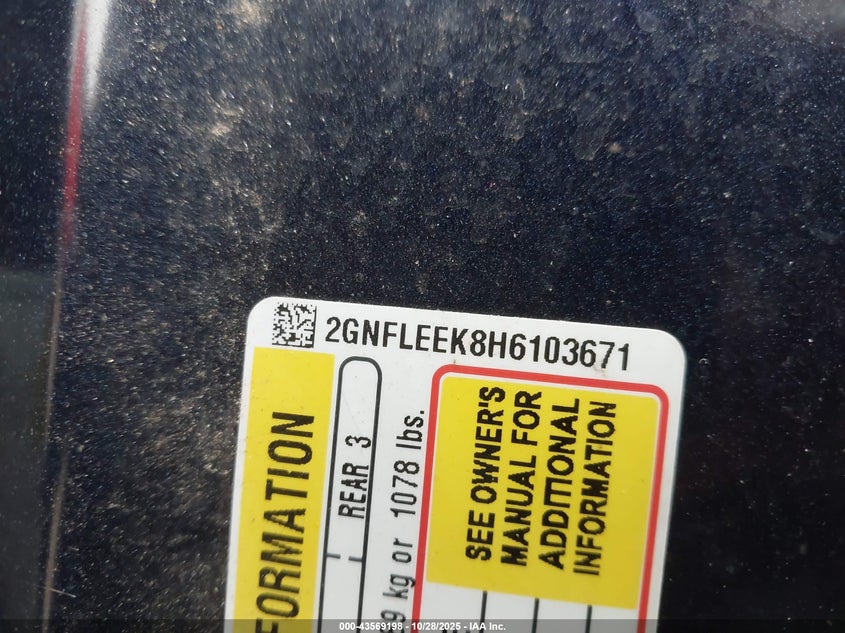 2GNFLEEK8H6103671
FORMATION
REAR 3
9 kg or 1078 lbs.
SEE OWNER'S
MANUAL FOR
ADDITIONAL
INFORMATION
000-43569198 - 10/28/2025 - IAA Inc.